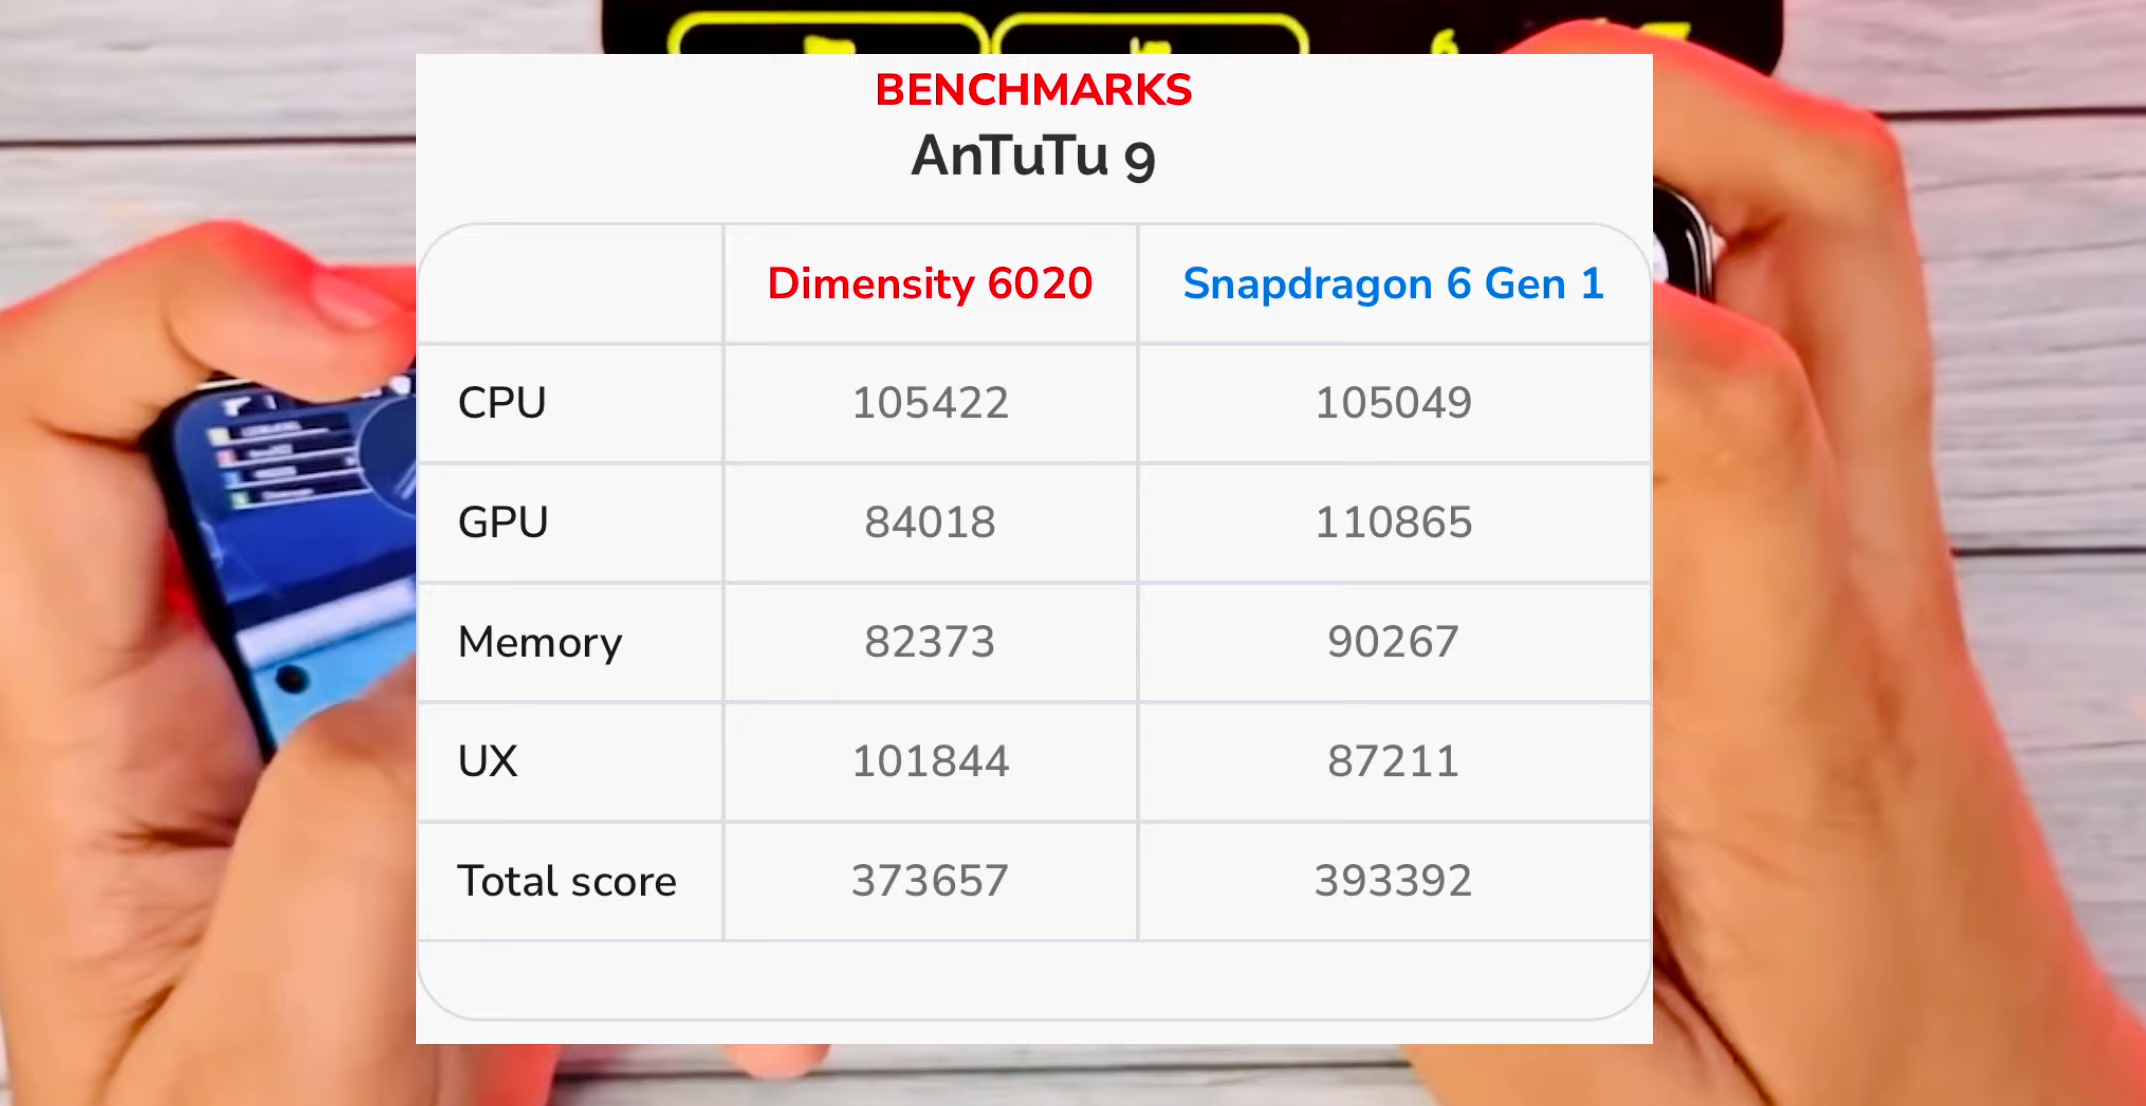 BENCHMARKS
AnTuTu 9
Dimensity 6020 Snapdragon 6 Gen 1
CPU 105422 105049
GPU 84018 110865
Memory 82373 90267
UX 101844 87211
Total score 373657 393392